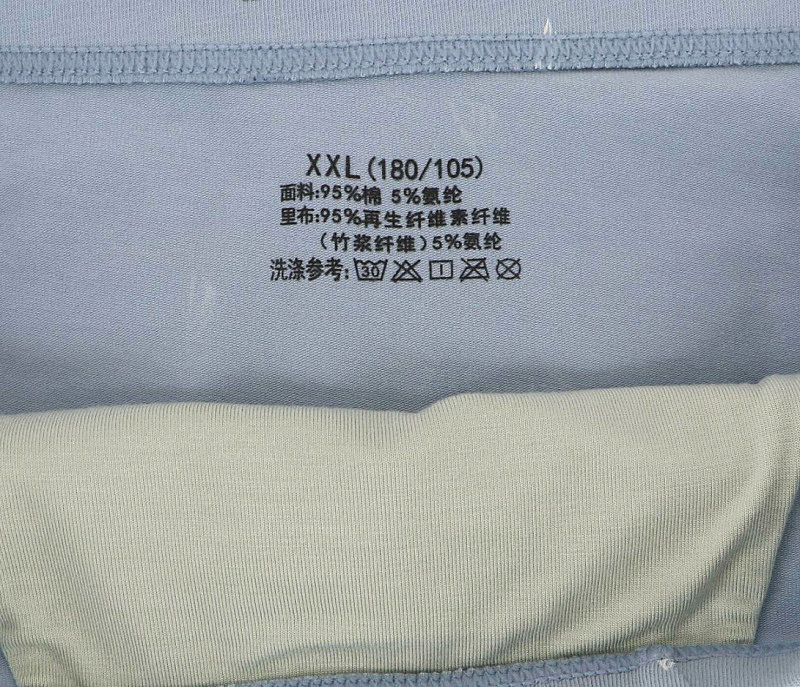 XXL(180/105)
面料:95%棉 5%氨纶
里布:95%再生纤维素纤维
(竹浆纤维)5%氨纶
洗涤参考: 30